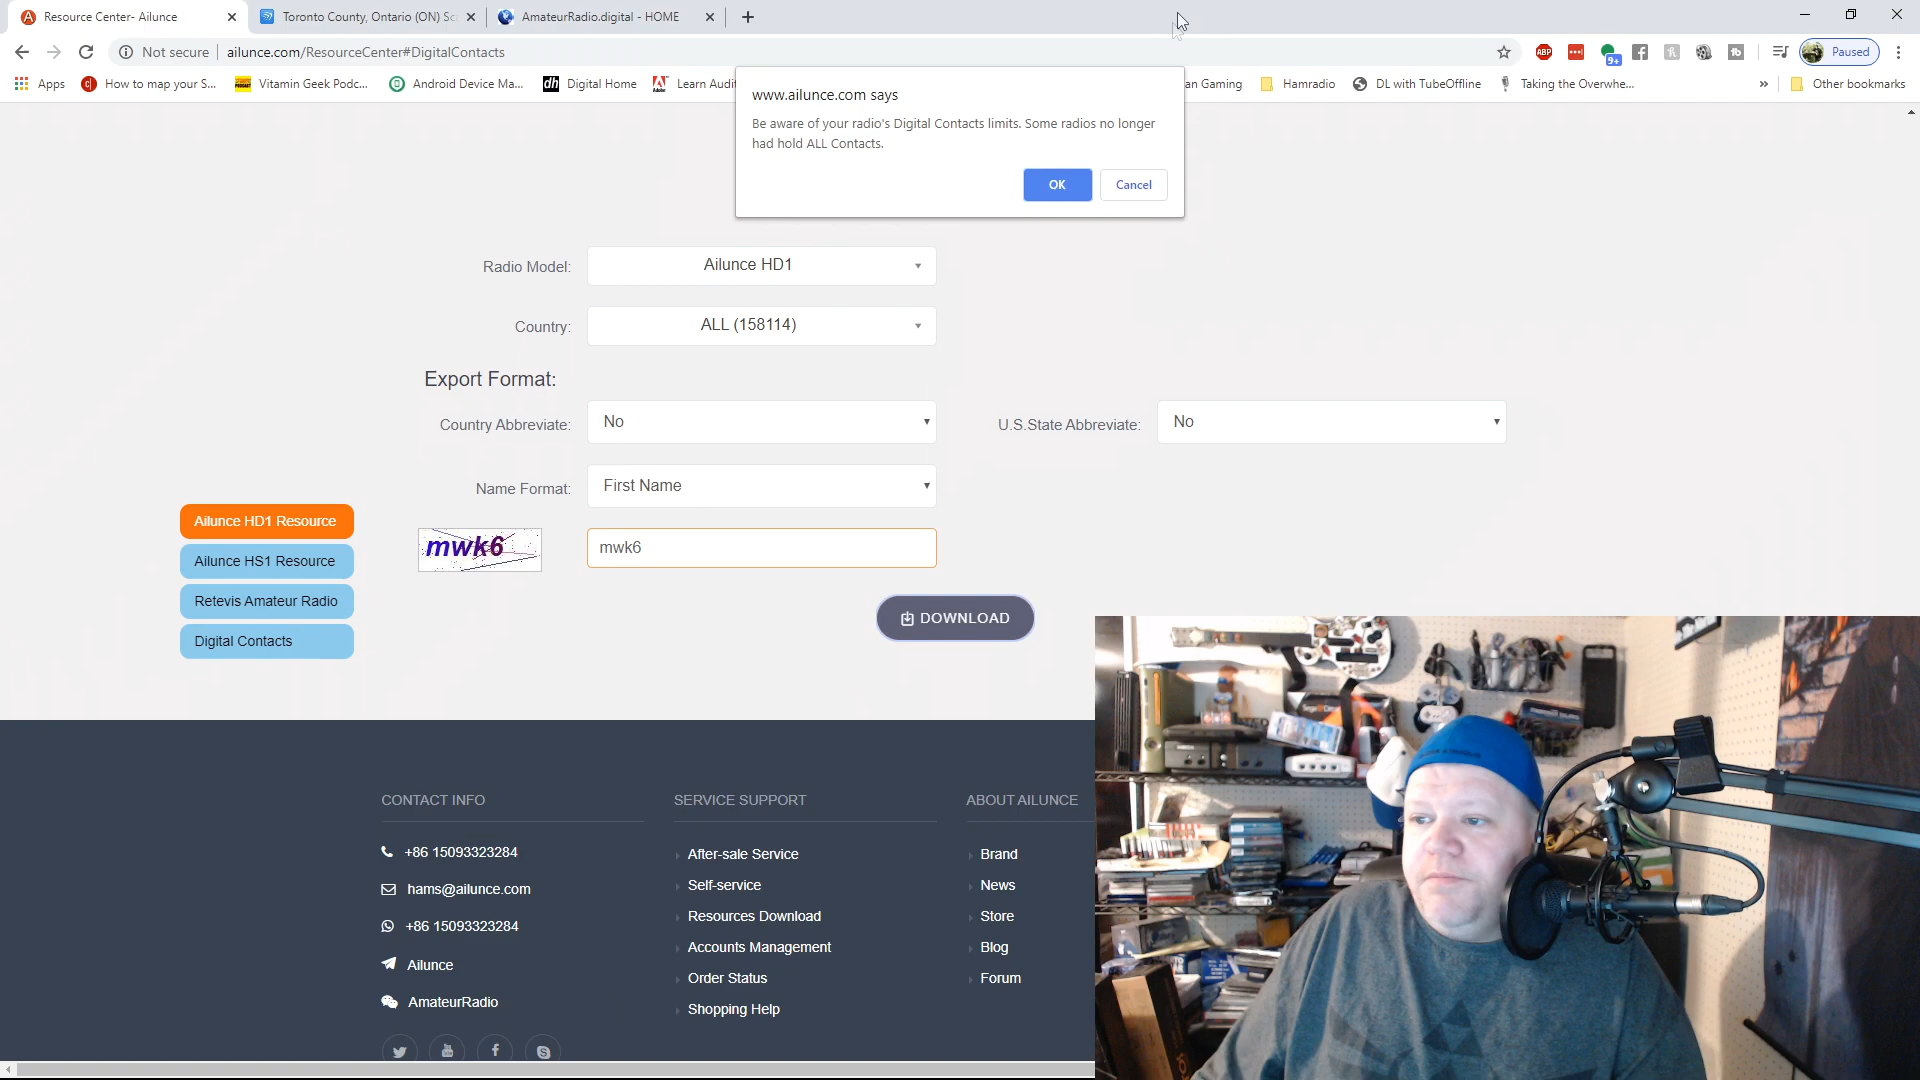 Resource Center- Ailunce
Toronto County, Ontario (ON) Sc
AmateurRadio.digital - HOME
Not secure
ailunce.com/ResourceCenter#DigitalContacts
ABP
9+
Paused
Apps
How to map your S...
Vitamin Geek Podc...
Android Device Ma...
dh Digital Home
Learn Audit
an Gaming
Hamradio
DL with TubeOffline
Taking the Overwhe...
»
Other bookmarks
www.ailunce.com says
Be aware of your radio's Digital Contacts limits. Some radios no longer
had hold ALL Contacts.
OK
Cancel
Radio Model:
Ailunce HD1
Country:
ALL (158114)
Export Format:
Country Abbreviate:
No
U.S.State Abbreviate:
No
Name Format:
First Name
mwk6
mwk6
DOWNLOAD
Ailunce HD1 Resource
Ailunce HS1 Resource
Retevis Amateur Radio
Digital Contacts
CONTACT INFO
+86 15093323284
hams@ailunce.com
+86 15093323284
Ailunce
AmateurRadio
SERVICE SUPPORT
After-sale Service
Self-service
Resources Download
Accounts Management
Order Status
Shopping Help
ABOUT AILUNCE
Brand
News
Store
Blog
Forum